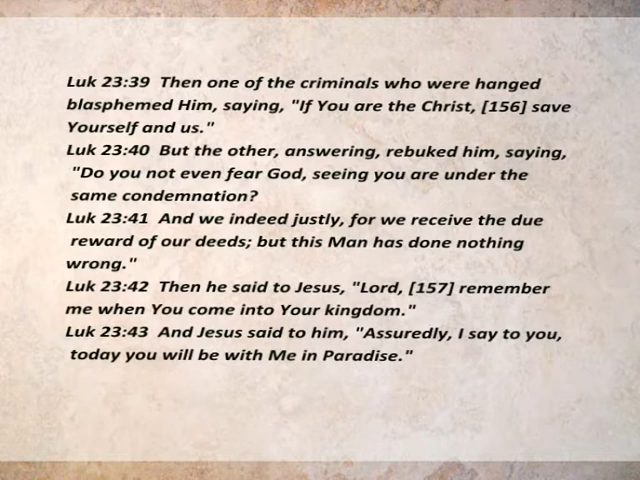 Luk 23:39 Then one of the criminals who were hanged
blasphemed Him, saying, "If You are the Christ, [156] save
Yourself and us."
Luk 23:40 But the other, answering, rebuked him, saying,
"Do you not even fear God, seeing you are under the
same condemnation?
Luk 23:41 And we indeed justly, for we receive the due
reward of our deeds; but this Man has done nothing
wrong."
Luk 23:42 Then he said to Jesus, "Lord, [157] remember
me when You come into Your kingdom."
Luk 23:43 And Jesus said to him, "Assuredly, I say to you,
today you will be with Me in Paradise."